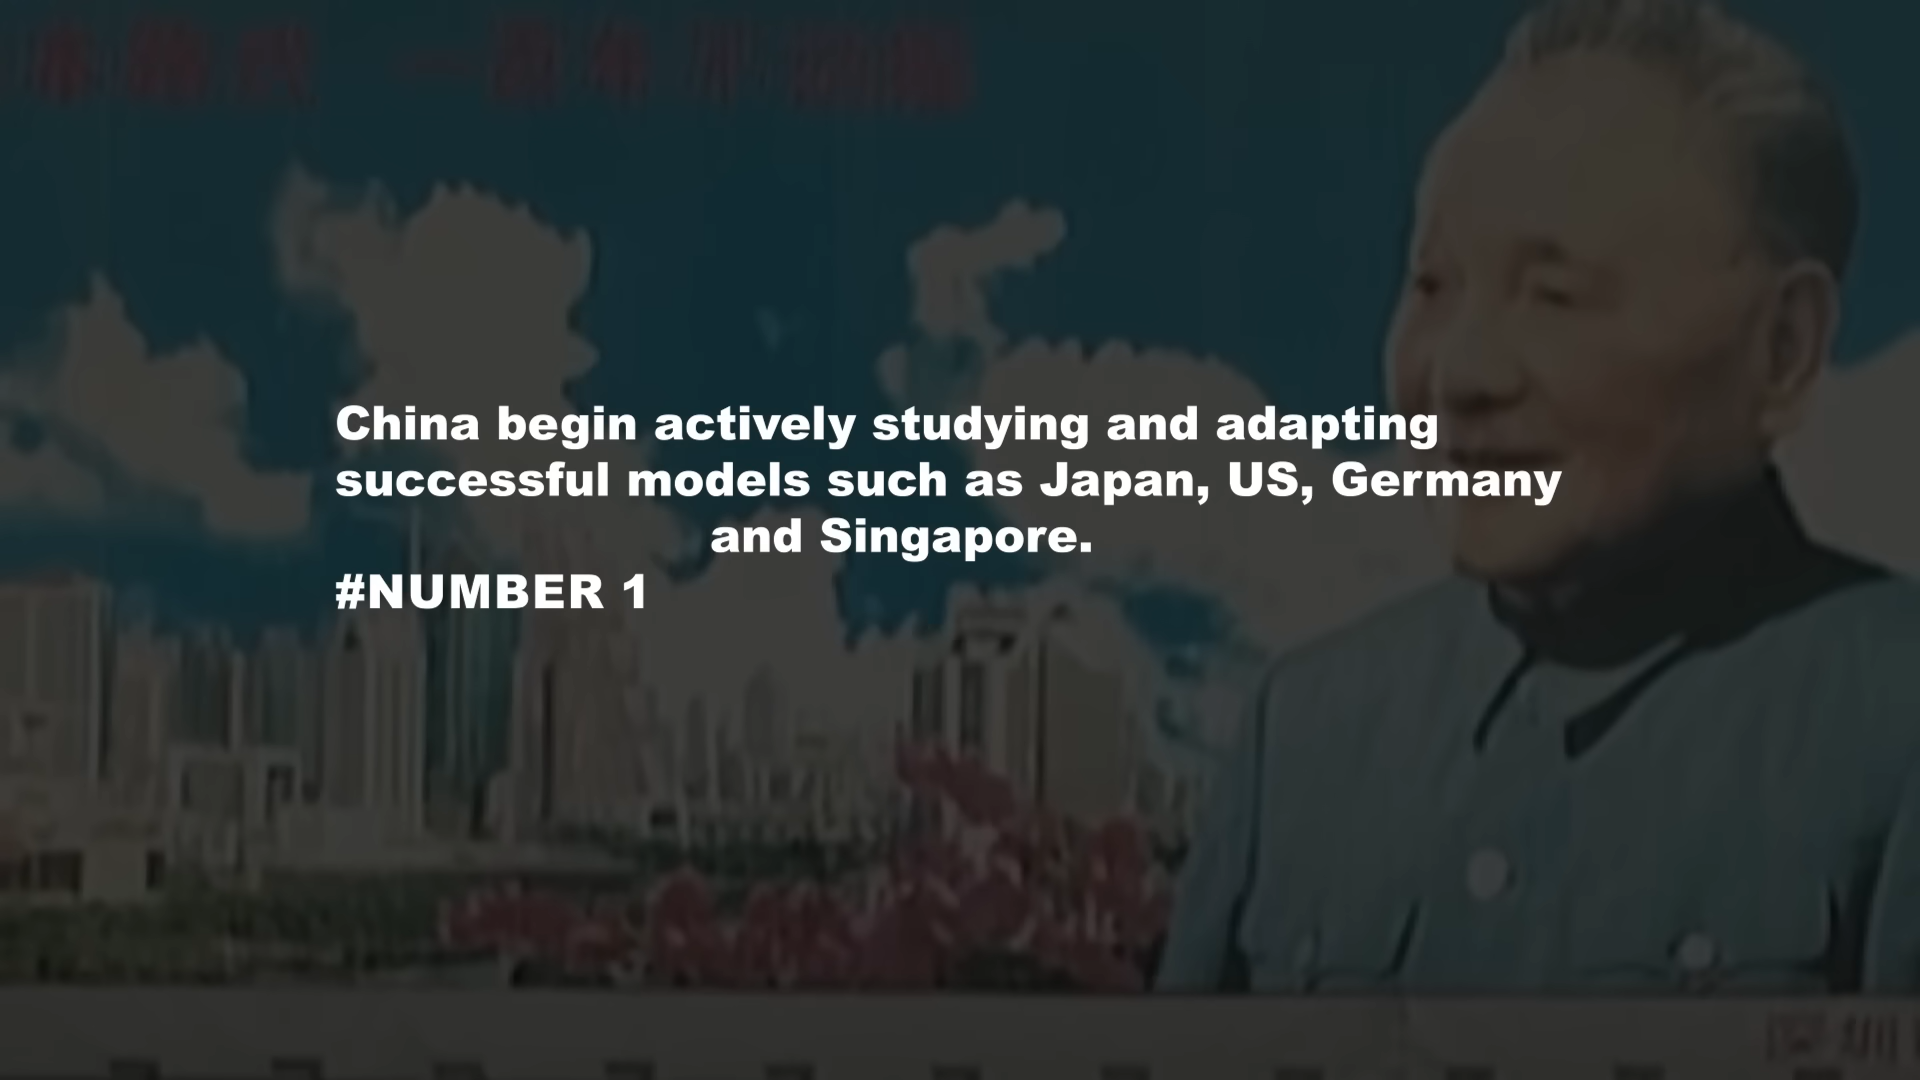 China begin actively studying and adapting
successful models such as Japan, US, Germany
and Singapore.
#NUMBER 1